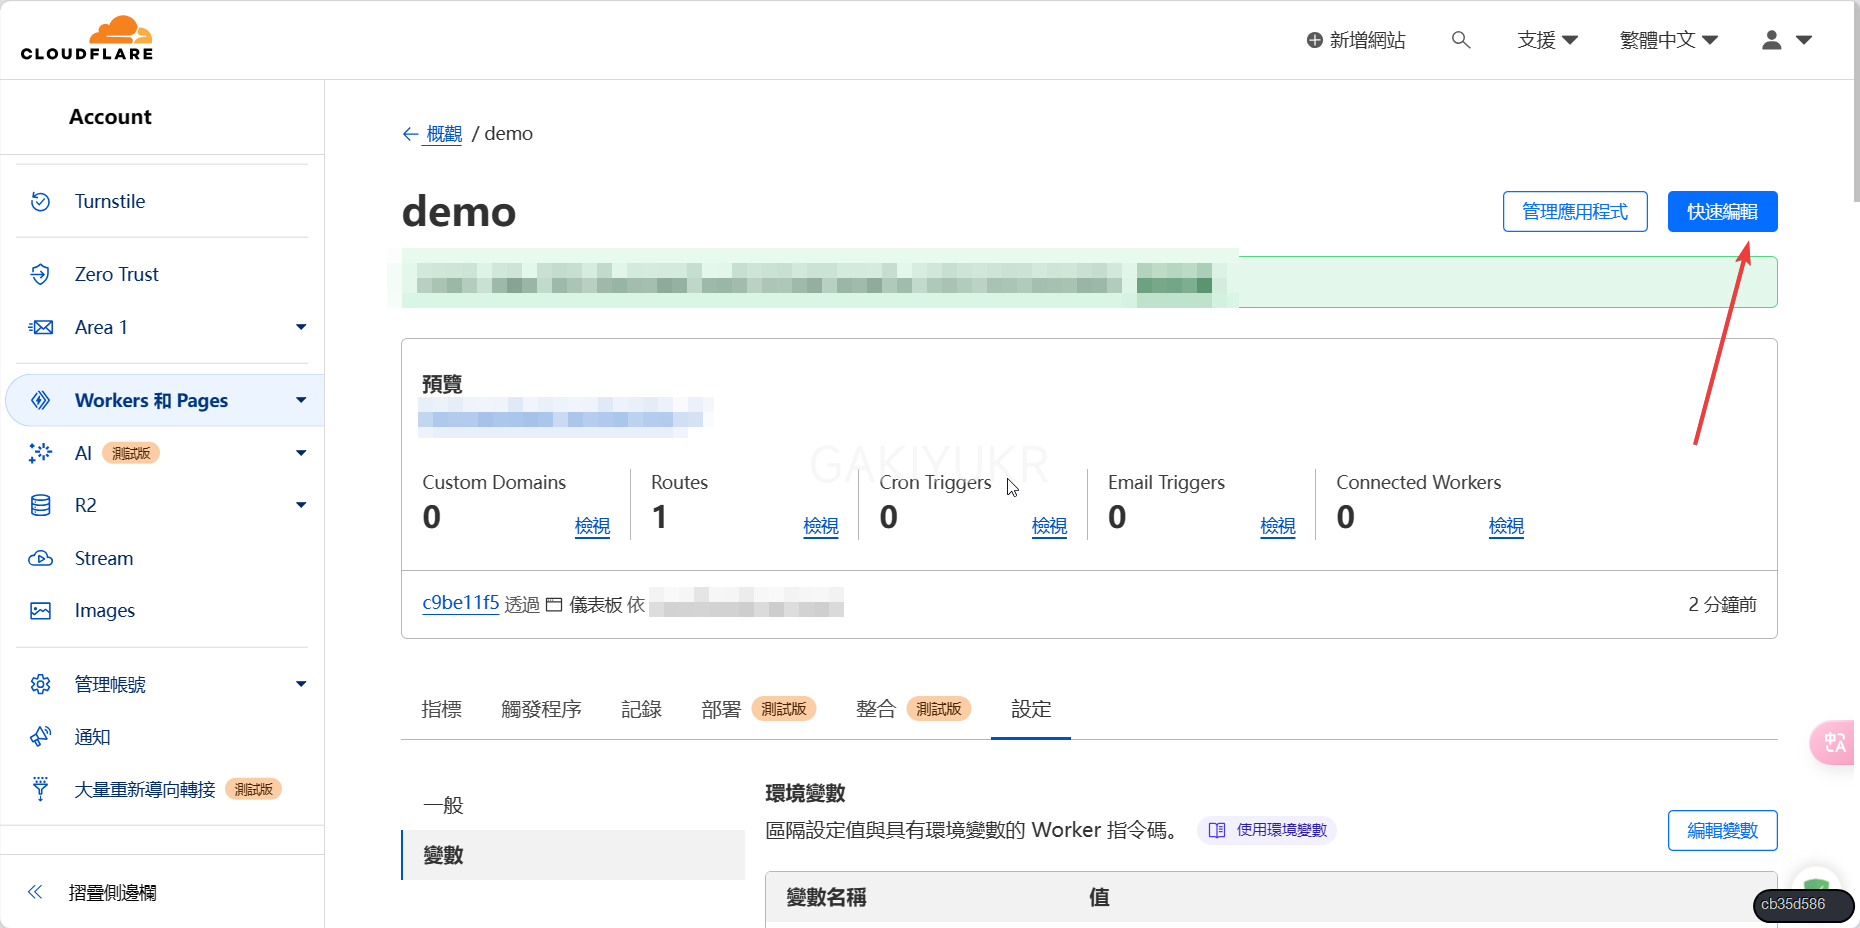 CLOUDFLARE
新增網站
支援
繁體中文
Account
Turnstile
Zero Trust
Area 1
Workers 和 Pages
AI 測試版
R2
Stream
Images
管理帳號
通知
大量重新導向轉接 測試版
摺疊側邊欄
← 概觀 / demo
demo
管理應用程式
快速編輯
預覽
GAKIYUKR
Custom Domains
0
檢視
Routes
1
檢視
Cron Triggers
0
檢視
Email Triggers
0
檢視
Connected Workers
0
檢視
c9be11f5 透過 儀表板 依
2 分鐘前
指標
觸發程序
記錄
部署 測試版
整合 測試版
設定
一般
變數
環境變數
區隔設定值與具有環境變數的 Worker 指令碼。
使用環境變數
編輯變數
變數名稱
值
中 A
cb35d586